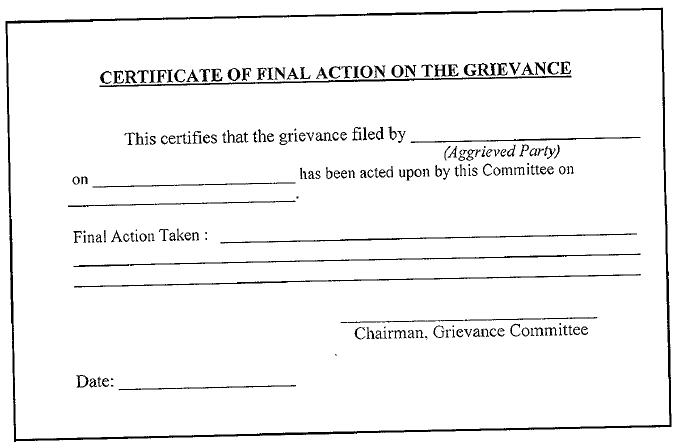 CERTIFICATE OF FINAL ACTION ON THE GRIEVANCE
This certifies that the grievance filed by ____________________
(Aggrieved Party)
on ____________________ has been acted upon by this Committee on
____________________.
Final Action Taken : ____________________
Chairman, Grievance Committee
Date: ____________________